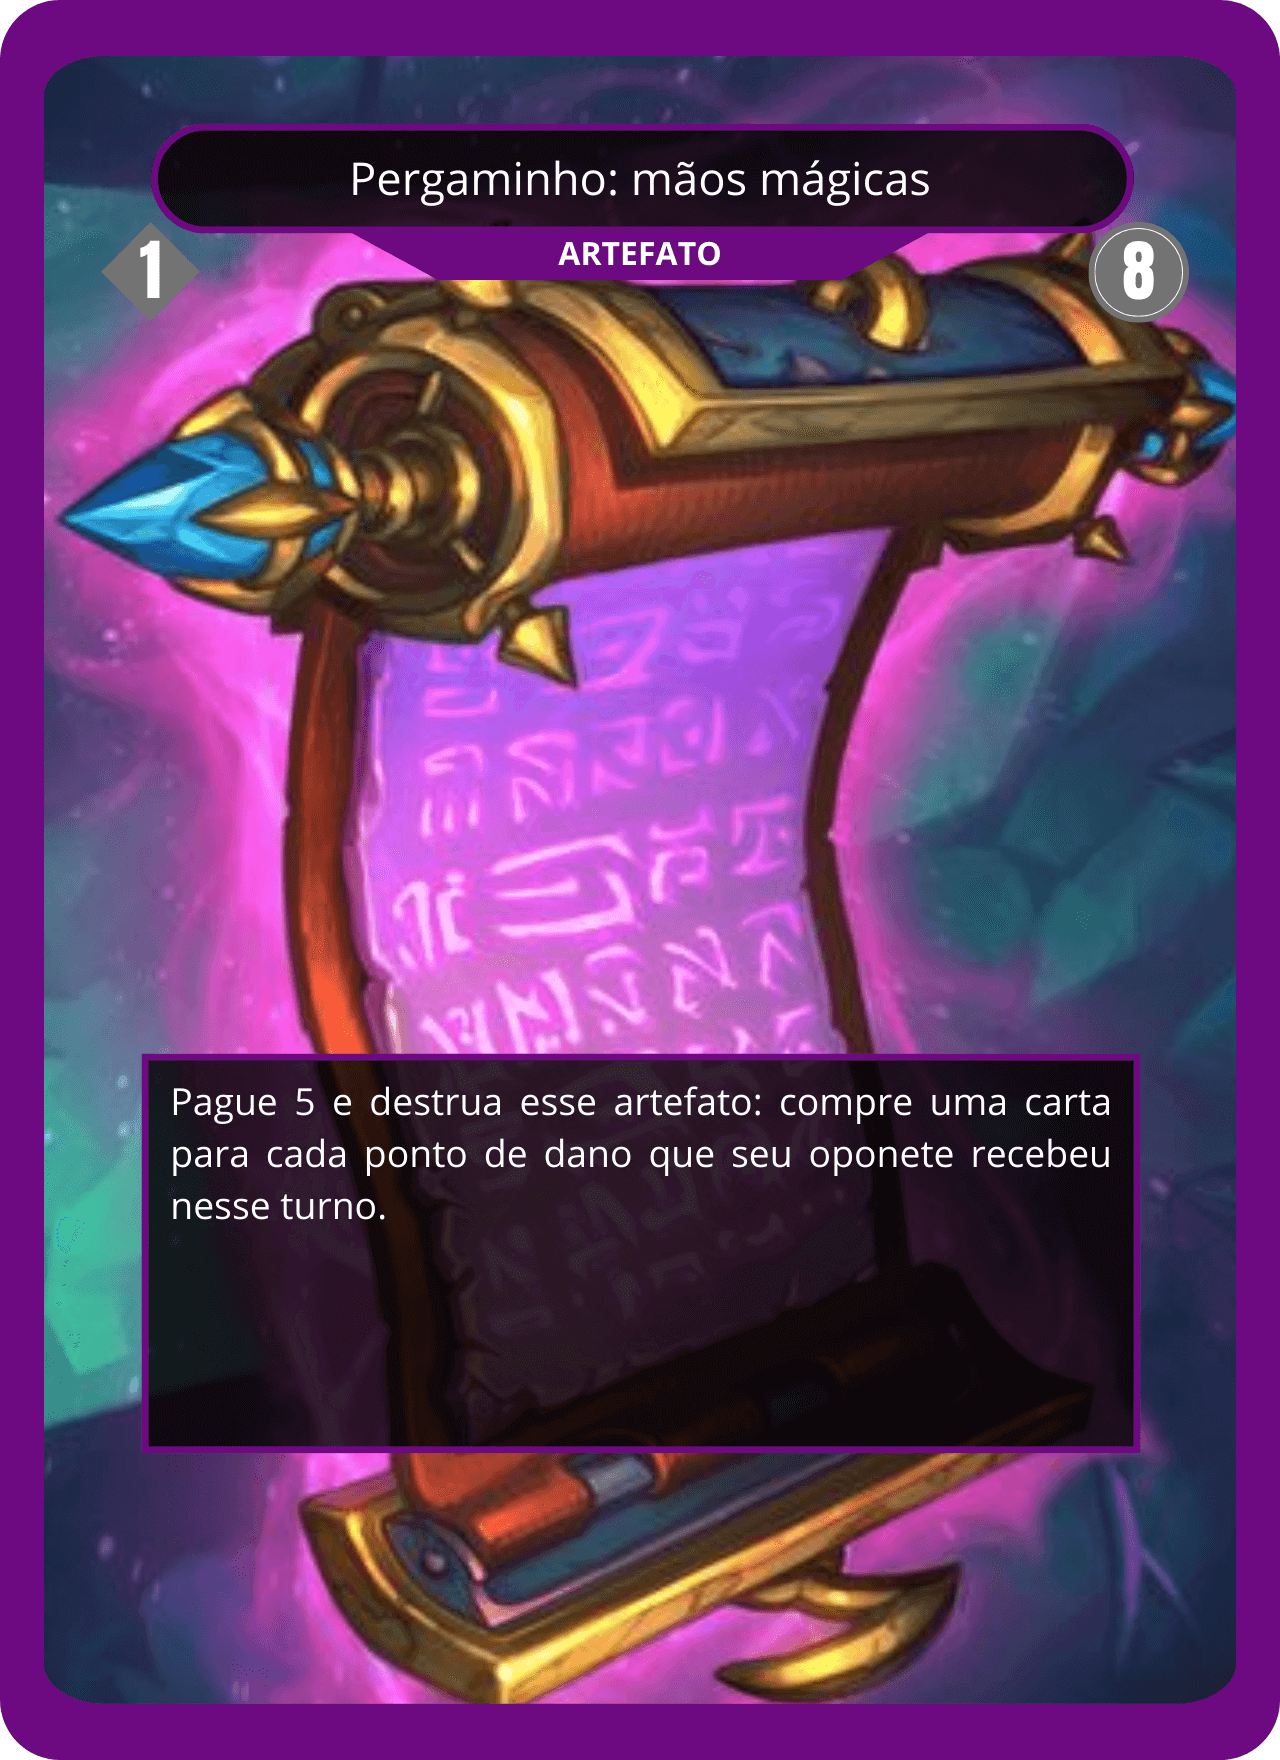 Pergaminho: mãos mágicas
ARTEFATO
1
8
Pague 5 e destrua esse artefato: compre uma carta
para cada ponto de dano que seu oponete recebeu
nesse turno.